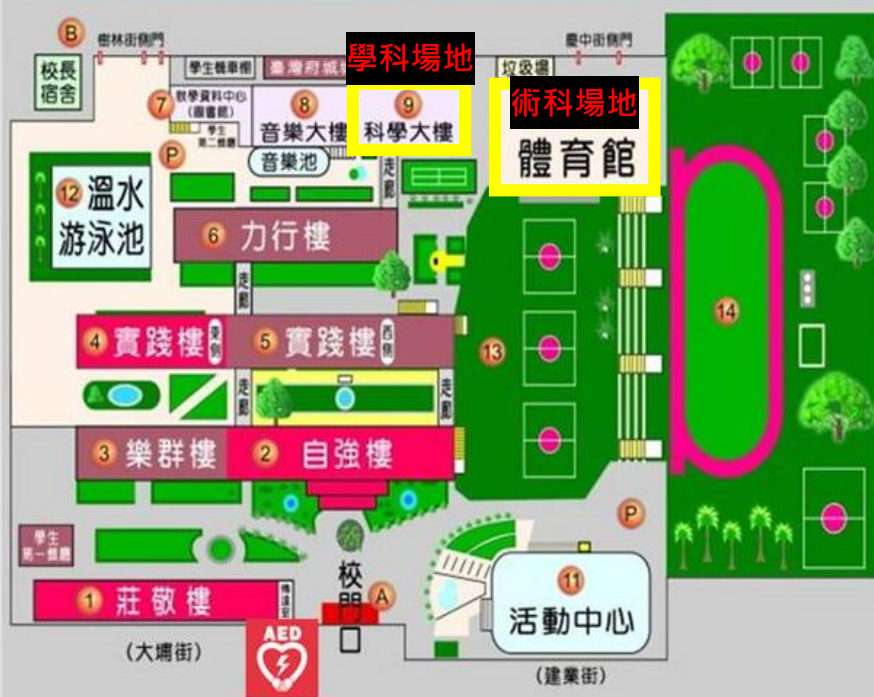 B
樹林街側門
慶中街側門
校長
宿舍
學生機車棚
臺灣府城
學科場地
垃圾場
術科場地
7
教學資料中心
(圖書館)
學生
第二餐廳
8
音樂大樓
9
科學大樓
體育館
P
音樂池
走廊
12
溫水
游泳池
6
力行樓
走廊
4
實踐樓
東側
5
實踐樓
西側
13
14
走廊
走廊
3
樂群樓
2
自強樓
P
學生
第一餐廳
校門口
A
11
活動中心
1
莊敬樓
傳達室
AED
(大埔街)
(建業街)